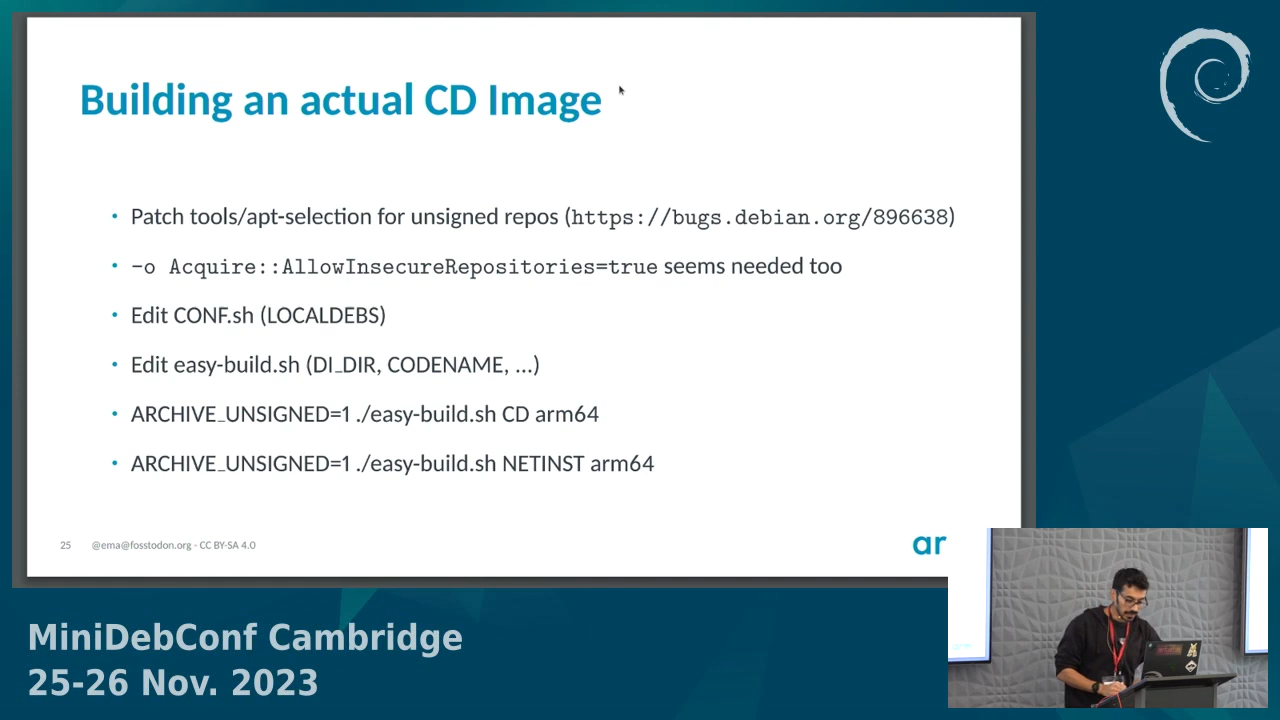 Building an actual CD Image
• Patch tools/apt-selection for unsigned repos (https://bugs.debian.org/896638)
• -o Acquire::AllowInsecureRepositories=true seems needed too
• Edit CONF.sh (LOCALDEBS)
• Edit easy-build.sh (DI_DIR, CODENAME, ...)
• ARCHIVE_UNSIGNED=1 ./easy-build.sh CD arm64
• ARCHIVE_UNSIGNED=1 ./easy-build.sh NETINST arm64
25 @ema@fosstodon.org - CC BY-SA 4.0
ar
arm
MiniDebConf Cambridge
25-26 Nov. 2023